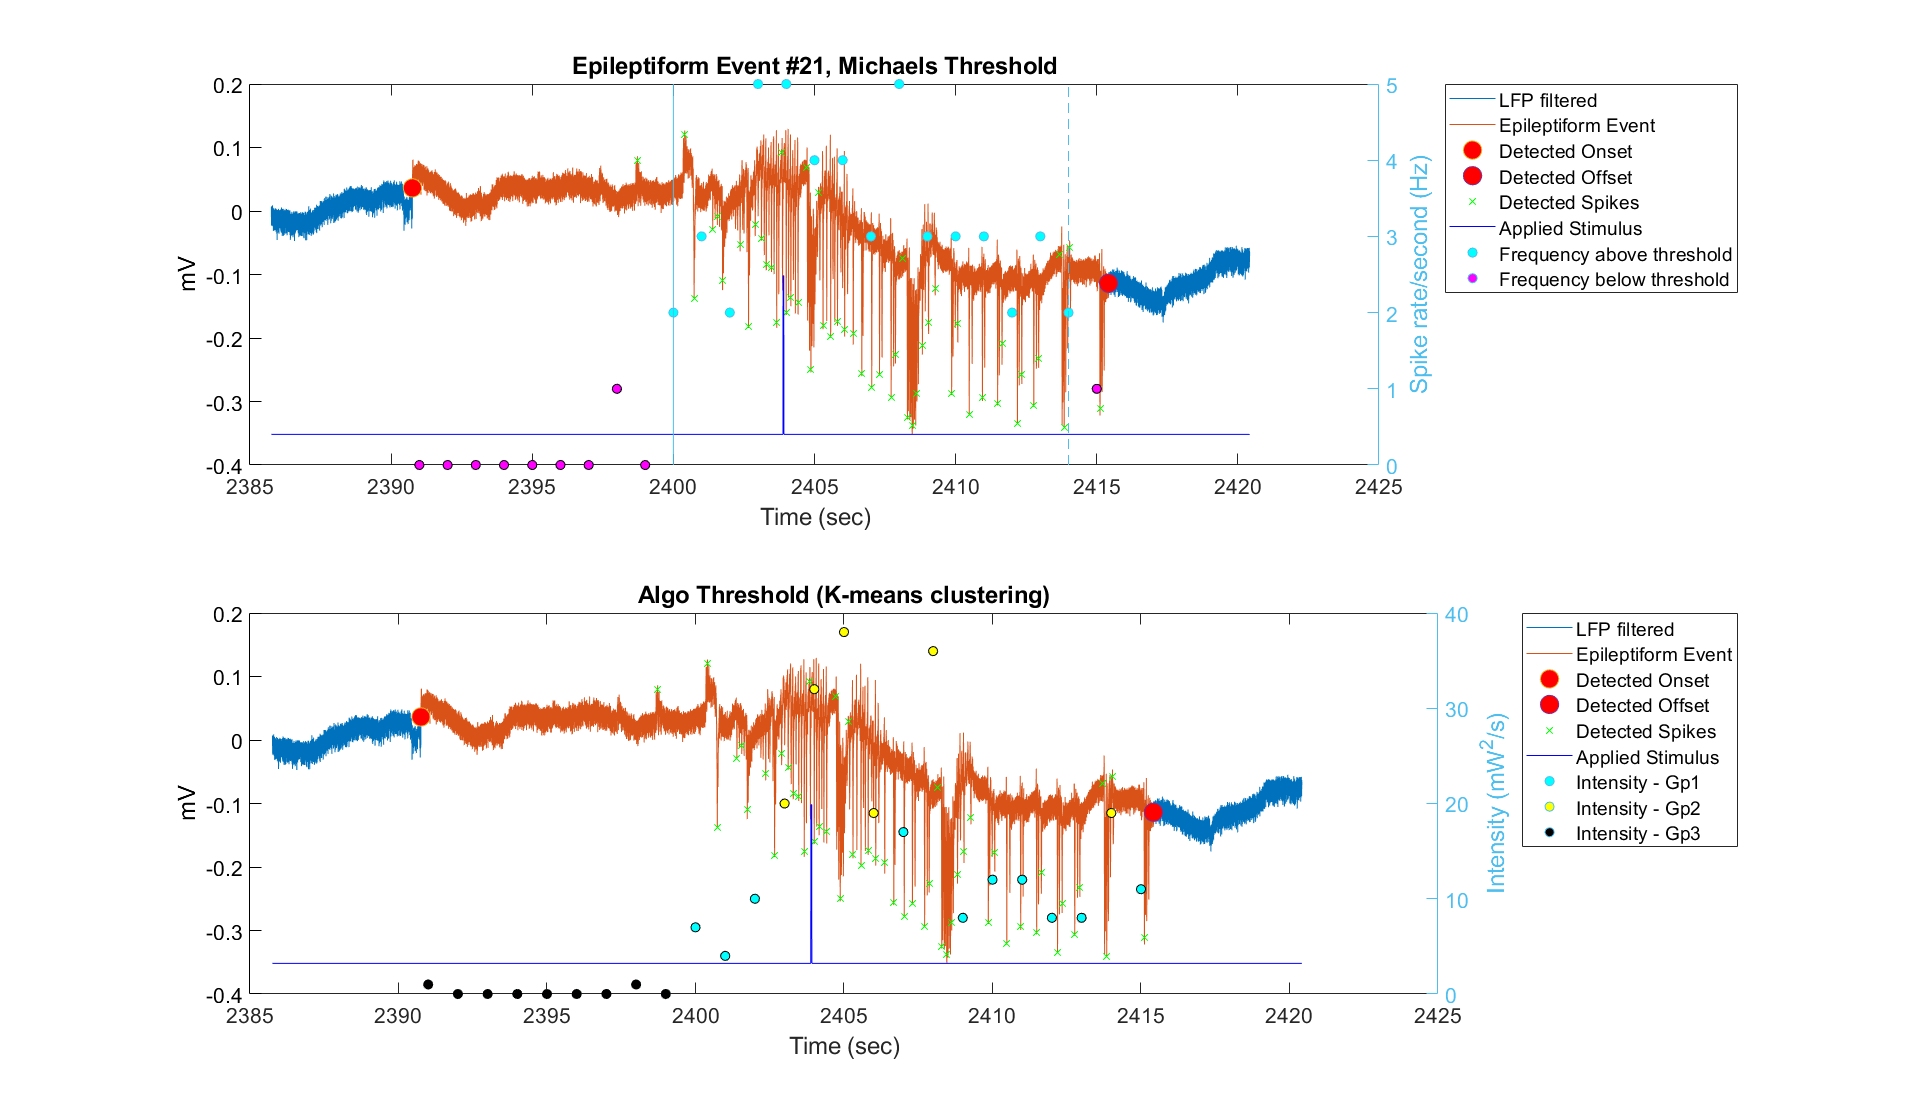 Epileptiform Event #21, Michaels Threshold
0.2
0.1
0
-0.1
-0.2
-0.3
-0.4
mV
2385
2390
2395
2400
2405
2410
2415
2420
2425
Time (sec)
5
4
3
2
1
0
Spike rate/second (Hz)
LFP filtered
Epileptiform Event
Detected Onset
Detected Offset
Detected Spikes
Applied Stimulus
Frequency above threshold
Frequency below threshold
Algo Threshold (K-means clustering)
0.2
0.1
0
-0.1
-0.2
-0.3
-0.4
mV
2385
2390
2395
2400
2405
2410
2415
2420
2425
Time (sec)
40
30
20
10
0
Intensity (mW²/s)
LFP filtered
Epileptiform Event
Detected Onset
Detected Offset
Detected Spikes
Applied Stimulus
Intensity - Gp1
Intensity - Gp2
Intensity - Gp3